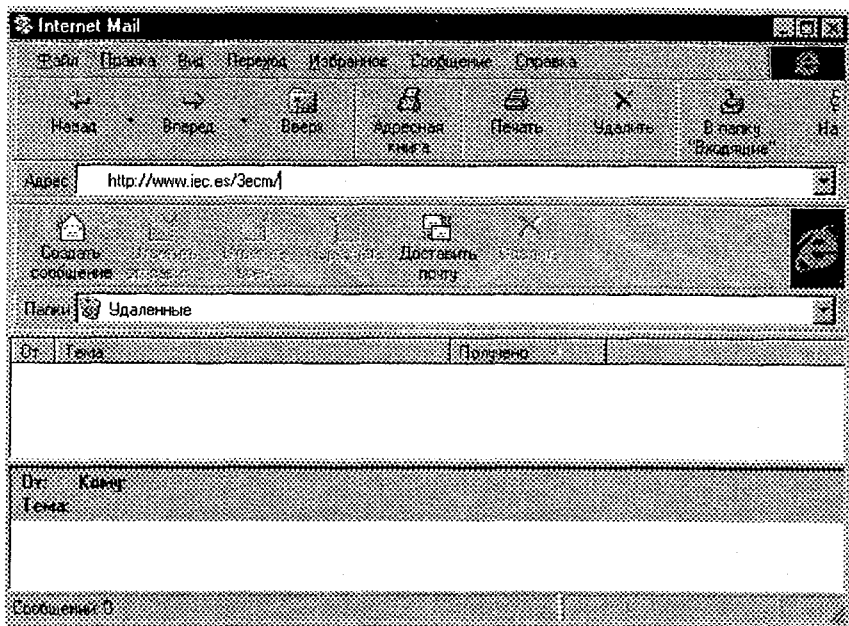 Internet Mail
Файл Правка Вид Переход Избранное Сообщение Справка
Назад Вперед Вверх Адресная книга Печать Удалить В папку "Входящие" На
Адрес http://www.iec.es/3ecm/
Создать сообщение Доставить почту
Папки Удаленные
От Тема Получено
От: Кому:
Тема:
Сообщений: 0